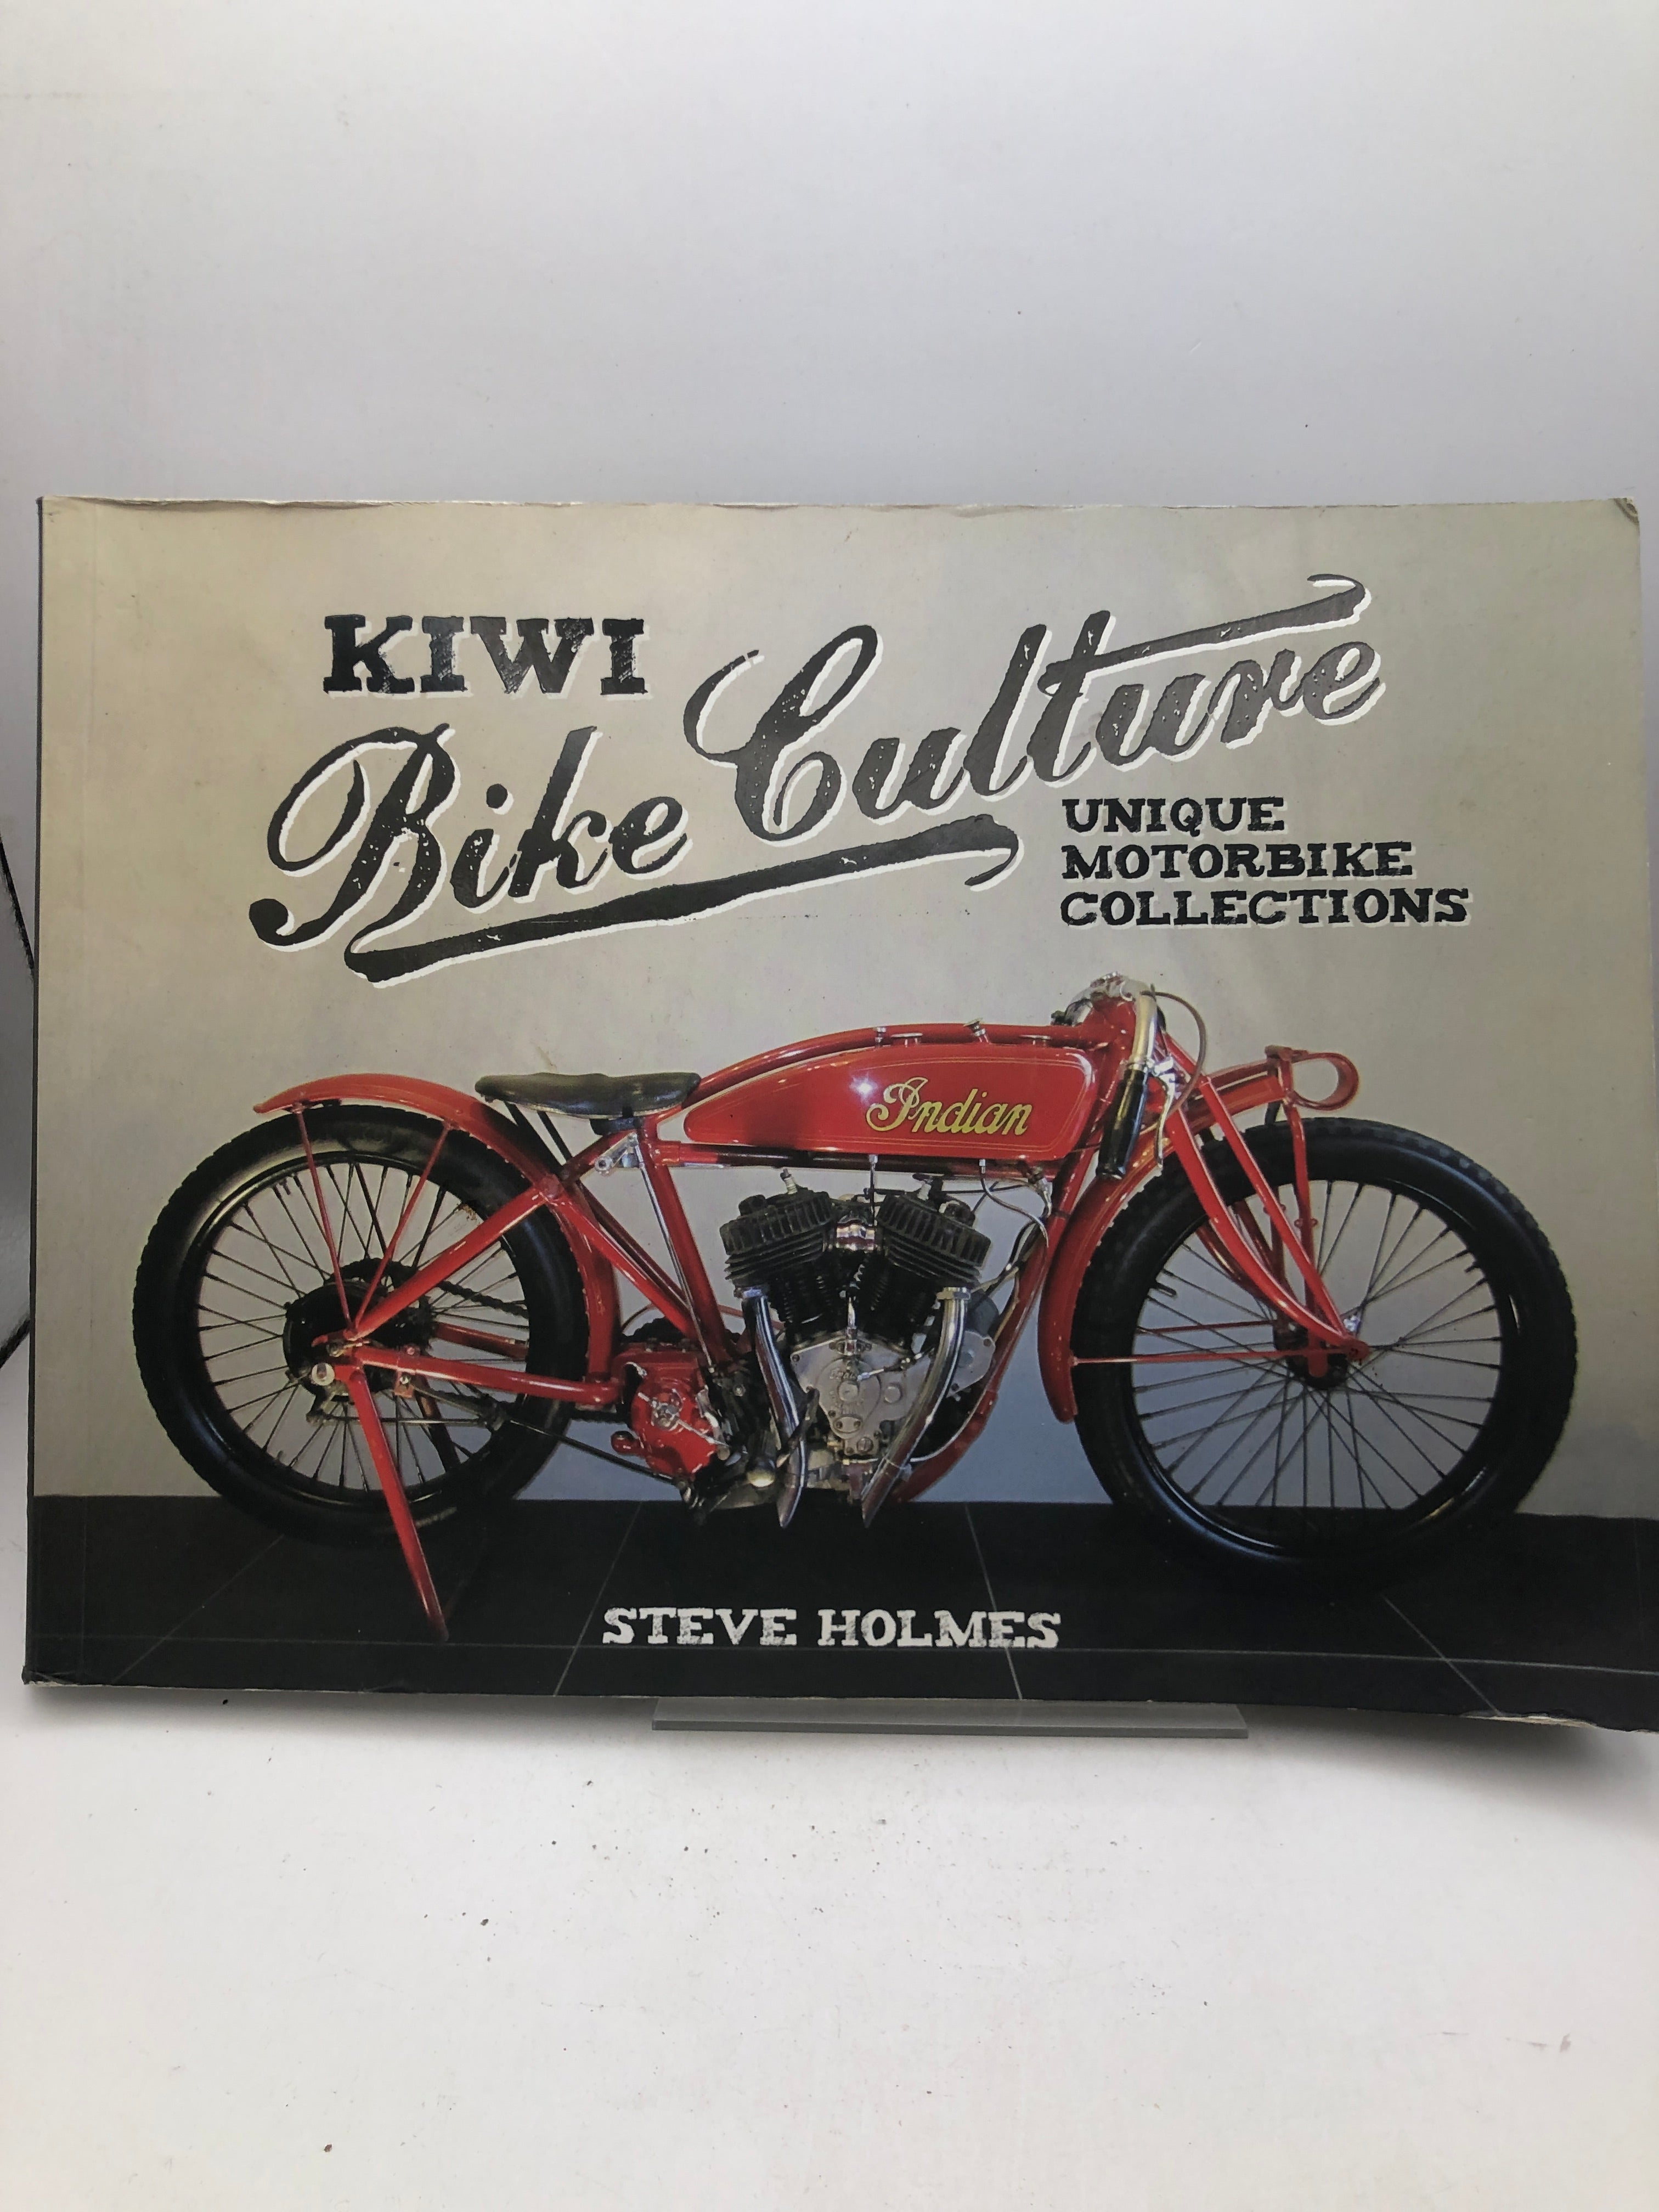 KIWI
Bike Culture
UNIQUE
MOTORBIKE
COLLECTIONS
Indian
STEVE HOLMES